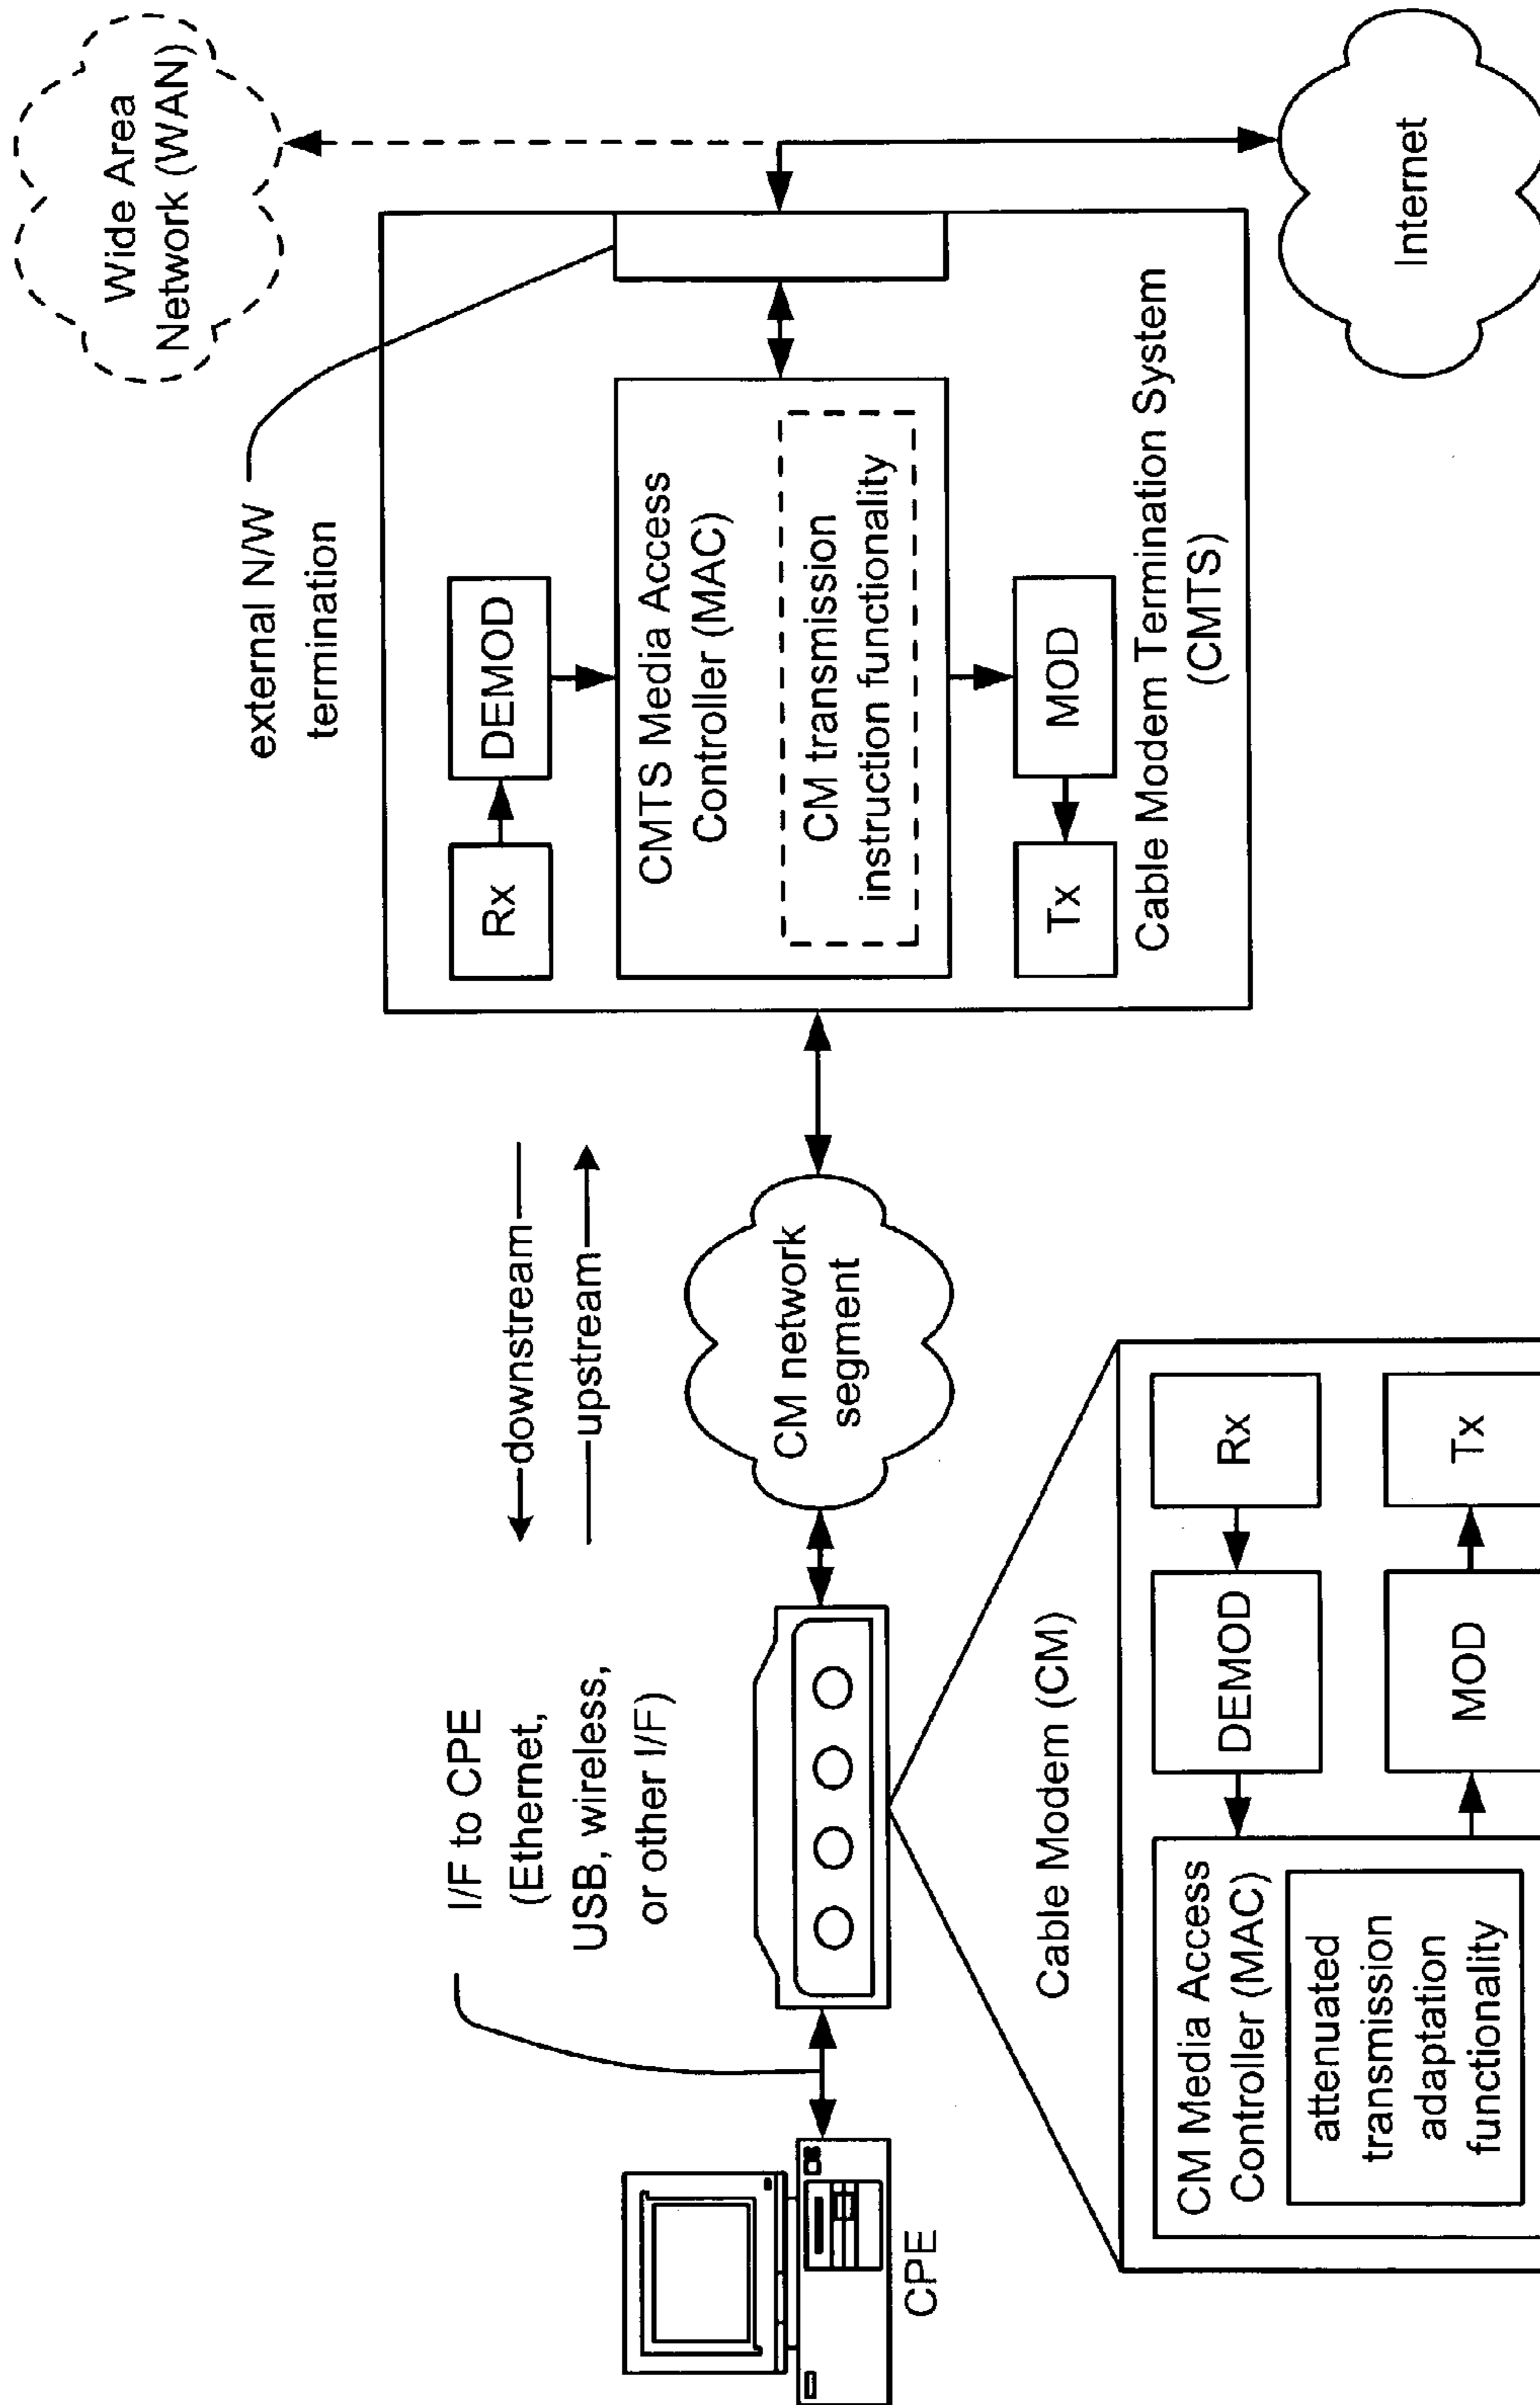 Wide Area
Network (WAN)
external N/W
termination
Rx
DEMOD
CMTS Media Access
Controller (MAC)
CM transmission
instruction functionality
Tx
MOD
Cable Modem Termination System
(CMTS)
Internet
downstream
upstream
CM network
segment
I/F to CPE
(Ethernet,
USB, wireless,
or other I/F)
CPE
Cable Modem (CM)
CM Media Access
Controller (MAC)
attenuated
transmission
adaptation
functionality
DEMOD
Rx
MOD
Tx